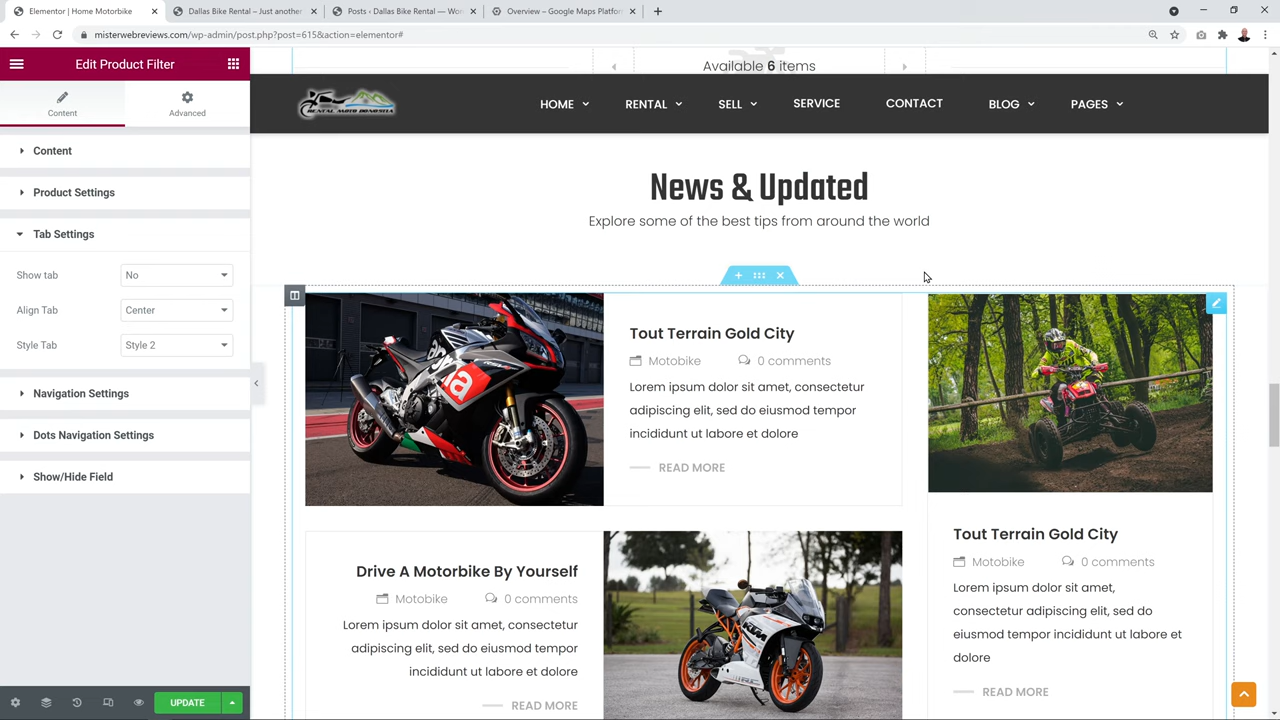 Elementor | Home Motorbike
Dallas Bike Rental – Just another
Posts ‹ Dallas Bike Rental — Wor
Overview – Google Maps Platfor
misterwebreviews.com/wp-admin/post.php?post=615&action=elementor#
Edit Product Filter
Content
Advanced
Content
Product Settings
Tab Settings
Show tab
No
Align Tab
Center
Style Tab
Style 2
Navigation Settings
Dots Navigation Settings
Show/Hide Field
UPDATE
Available 6 items
RENTAL MOTO DONOSTIA
HOME
RENTAL
SELL
SERVICE
CONTACT
BLOG
PAGES
News & Updated
Explore some of the best tips from around the world
Tout Terrain Gold City
Motobike
0 comments
Lorem ipsum dolor sit amet, consectetur
adipiscing elit, sed do eiusmod tempor
incididunt ut labore et dolore
READ MORE
Drive A Motorbike By Yourself
Motobike
0 comments
Lorem ipsum dolor sit amet, consectetur
adipiscing elit, sed do eiusmod tempor
incididunt ut labore et dolore
READ MORE
Tout Terrain Gold City
Motobike
0 comments
Lorem ipsum dolor sit amet,
consectetur adipiscing elit, sed do
eiusmod tempor incididunt ut labore et
dolore
READ MORE